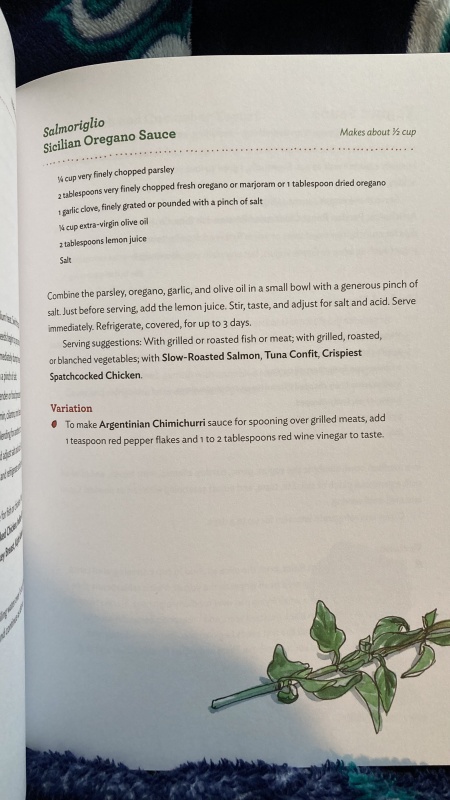 Salmoriglio
Sicilian Oregano Sauce
Makes about ½ cup
¼ cup very finely chopped parsley
2 tablespoons very finely chopped fresh oregano or marjoram or 1 tablespoon dried oregano
1 garlic clove, finely grated or pounded with a pinch of salt
¼ cup extra-virgin olive oil
2 tablespoons lemon juice
Salt
Combine the parsley, oregano, garlic, and olive oil in a small bowl with a generous pinch of
salt. Just before serving, add the lemon juice. Stir, taste, and adjust for salt and acid. Serve
immediately. Refrigerate, covered, for up to 3 days.
Serving suggestions: With grilled or roasted fish or meat; with grilled, roasted,
or blanched vegetables; with Slow-Roasted Salmon, Tuna Confit, Crispiest
Spatchcocked Chicken.
Variation
To make Argentinian Chimichurri sauce for spooning over grilled meats, add
1 teaspoon red pepper flakes and 1 to 2 tablespoons red wine vinegar to taste.